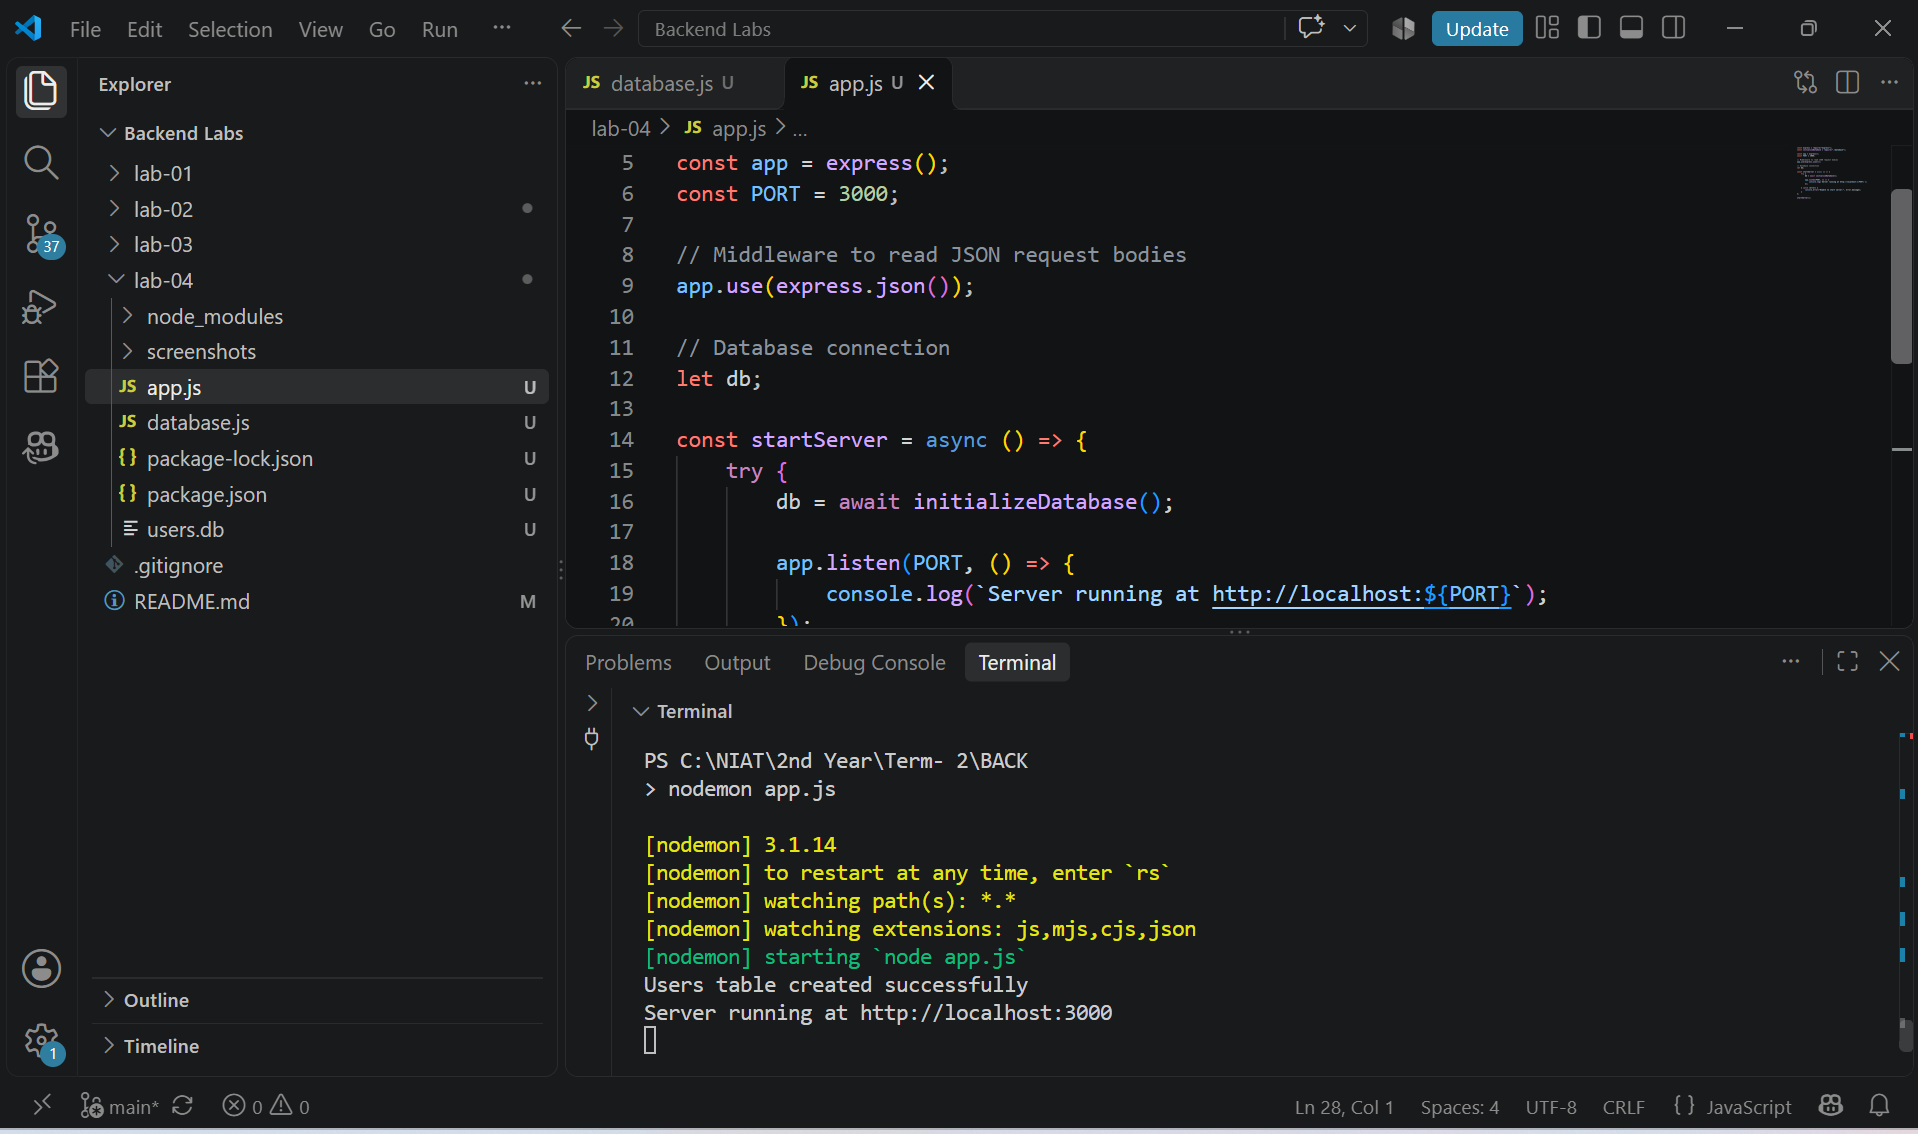 File Edit Selection View Go Run ···
Backend Labs
Update
Explorer ···
Backend Labs
lab-01
lab-02
lab-03
lab-04
node_modules
screenshots
JS app.js U
JS database.js U
{} package-lock.json U
{} package.json U
users.db U
.gitignore
README.md M
37
Outline
Timeline
1
JS database.js U
JS app.js U
lab-04 > JS app.js > ...
5 const app = express();
6 const PORT = 3000;
7
8 // Middleware to read JSON request bodies
9 app.use(express.json());
10
11 // Database connection
12 let db;
13
14 const startServer = async () => {
15 try {
16 db = await initializeDatabase();
17
18 app.listen(PORT, () => {
19 console.log(`Server running at http://localhost:${PORT}`);
20 });
Problems Output Debug Console Terminal
Terminal
PS C:\NIAT\2nd Year\Term- 2\BACK
> nodemon app.js
[nodemon] 3.1.14
[nodemon] to restart at any time, enter `rs`
[nodemon] watching path(s): *.*
[nodemon] watching extensions: js,mjs,cjs,json
[nodemon] starting `node app.js`
Users table created successfully
Server running at http://localhost:3000
main* 0 0
Ln 28, Col 1 Spaces: 4 UTF-8 CRLF {} JavaScript